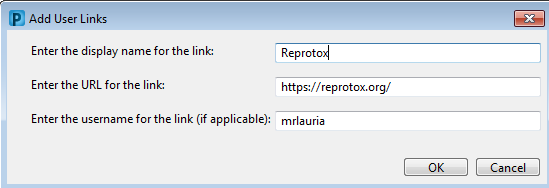 P Add User Links
Enter the display name for the link: Reprotox
Enter the URL for the link: https://reprotox.org/
Enter the username for the link (if applicable): mrlauria
OK Cancel